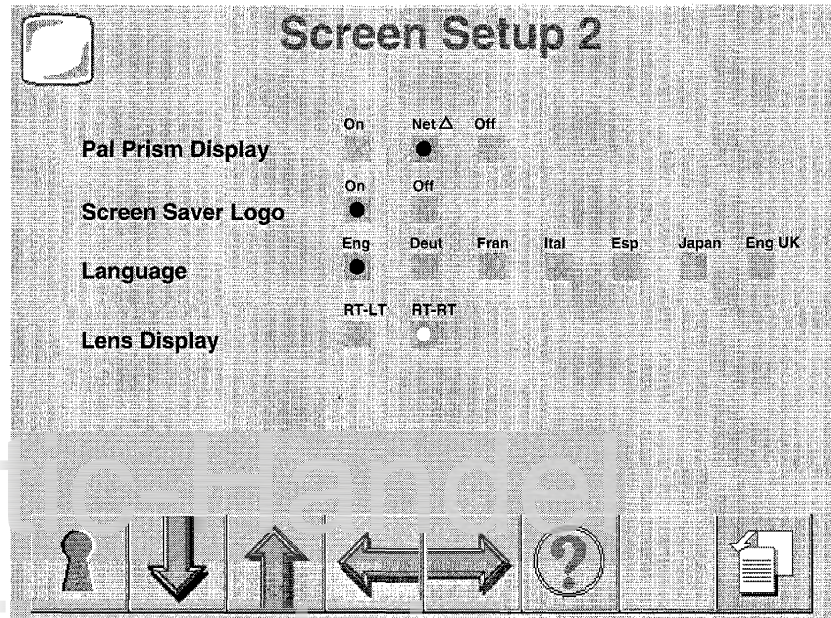 Screen Setup 2
On Net Δ Off
Pal Prism Display
On Off
Screen Saver Logo
Eng Deut Fran Ital Esp Japan Eng UK
Language
RT-LT RT-RT
Lens Display
?